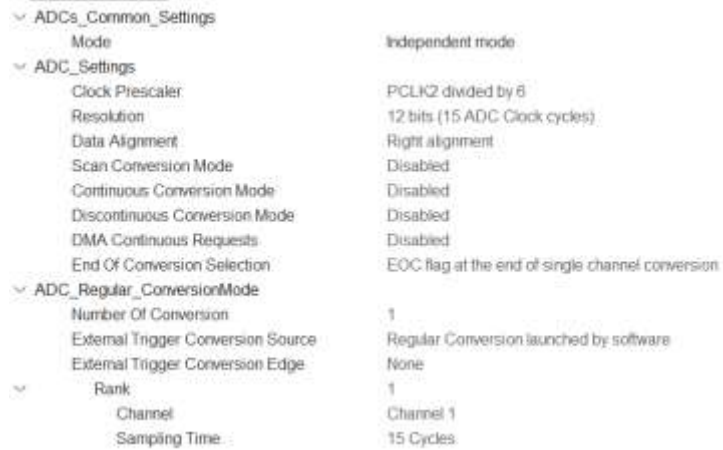 ADCs_Common_Settings
Mode Independent mode
ADC_Settings
Clock Prescaler PCLK2 divided by 6
Resolution 12 bits (15 ADC Clock cycles)
Data Alignment Right alignment
Scan Conversion Mode Disabled
Continuous Conversion Mode Disabled
Discontinuous Conversion Mode Disabled
DMA Continuous Requests Disabled
End Of Conversion Selection EOC flag at the end of single channel conversion
ADC_Regular_ConversionMode
Number Of Conversion 1
External Trigger Conversion Source Regular Conversion launched by software
External Trigger Conversion Edge None
Rank 1
Channel Channel 1
Sampling Time 15 Cycles